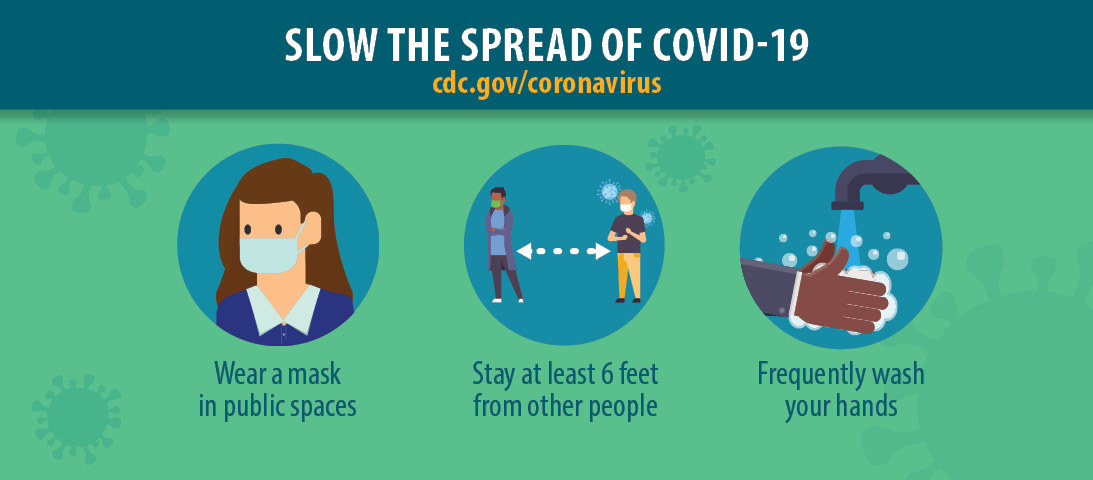 SLOW THE SPREAD OF COVID-19
cdc.gov/coronavirus
Wear a mask
in public spaces
Stay at least 6 feet
from other people
Frequently wash
your hands